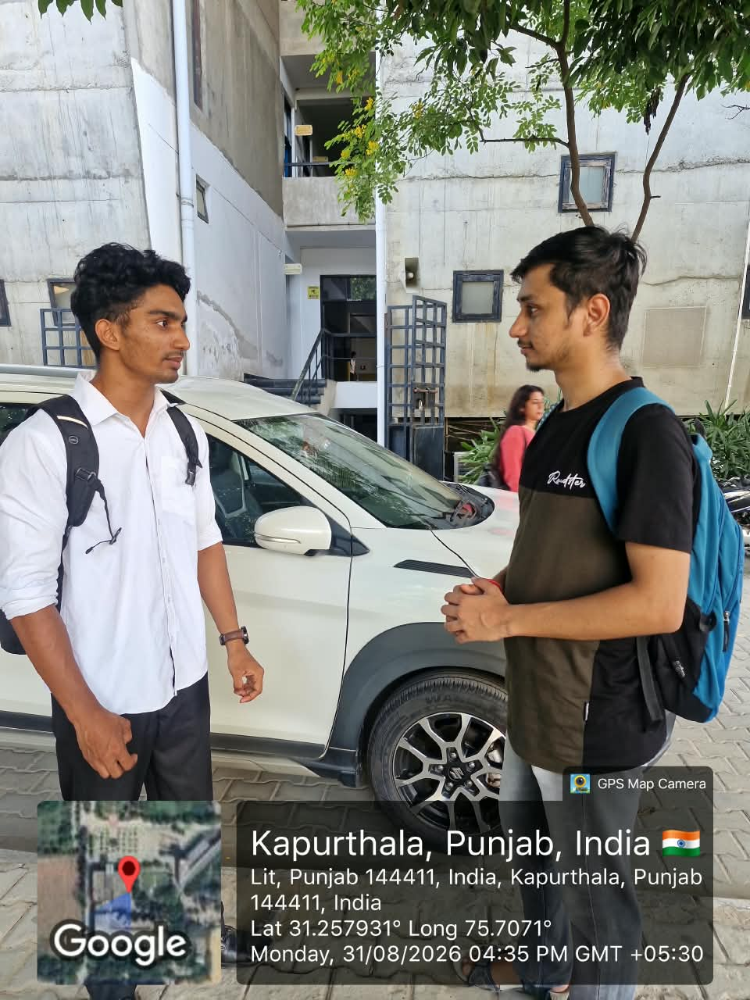 Roadster
GPS Map Camera
Kapurthala, Punjab, India
Lit, Punjab 144411, India, Kapurthala, Punjab
144411, India
Lat 31.257931° Long 75.7071°
Monday, 31/08/2026 04:35 PM GMT +05:30
Google